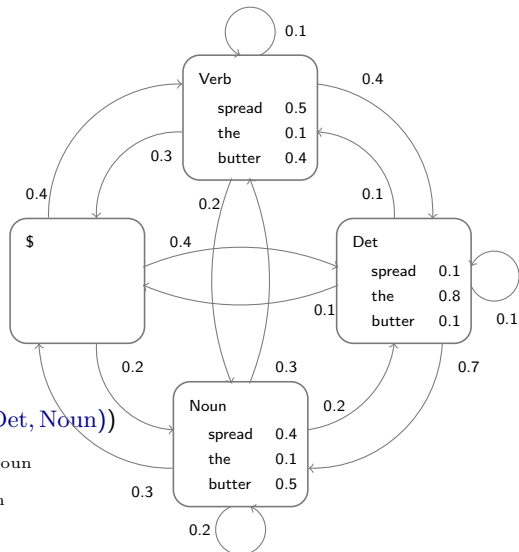 0.1
Verb
spread 0.5
the 0.1
butter 0.4
0.4
0.3
0.4
0.2
0.1
$
0.4
Det
spread 0.1
the 0.8
butter 0.1
0.1
0.1
0.2
0.3
0.7
Noun
spread 0.4
the 0.1
butter 0.5
0.2
Det, Noun))
oun
n
0.3
0.2